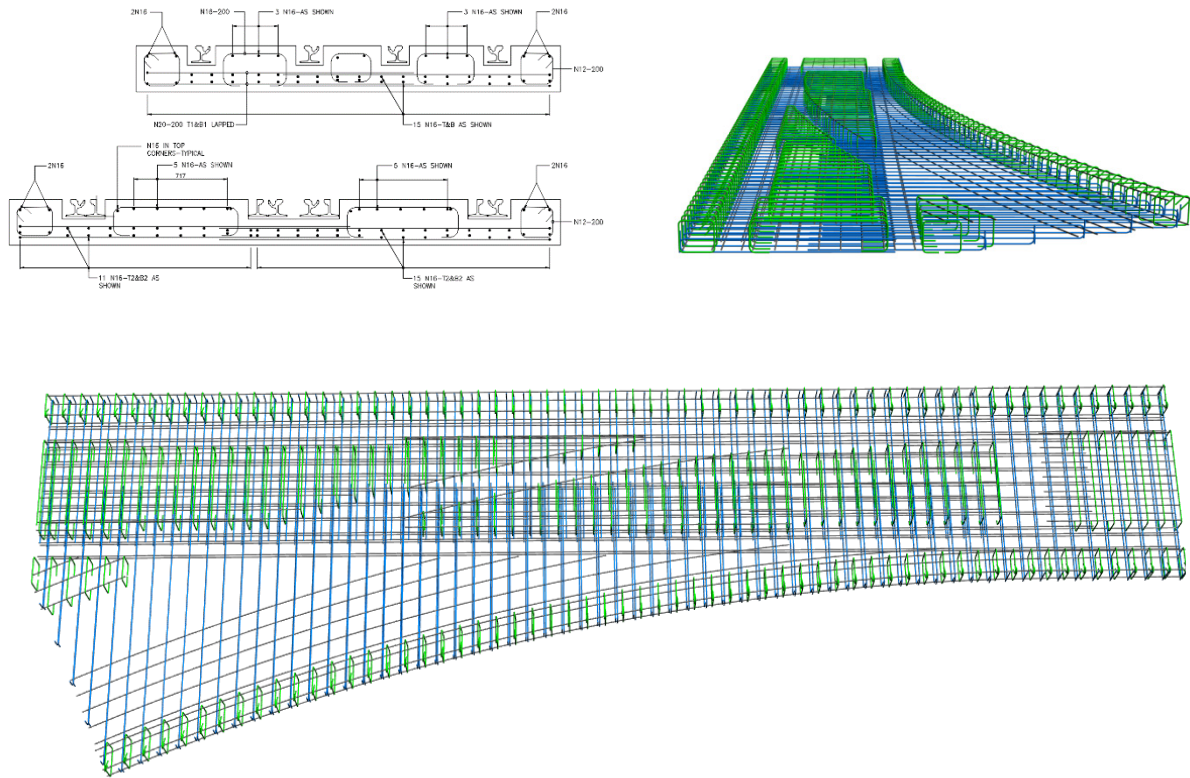 2N16
N16-200
3 N16-AS SHOWN
3 N16-AS SHOWN
2N16
N12-200
N20-200 T1&B1 LAPPED
15 N16-T&B AS SHOWN
N16 IN TOP
CORNERS-TYPICAL
2N16
5 N16-AS SHOWN
717
6 N16-AS SHOWN
2N16
N12-200
11 N16-T2&B2 AS
SHOWN
15 N16-T2&B2 AS
SHOWN